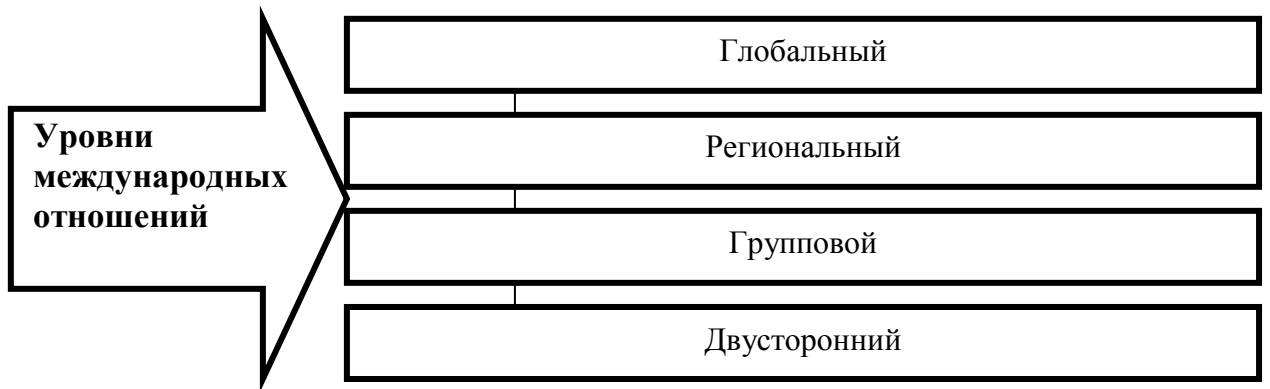 Уровни
международных
отношений
Глобальный
Региональный
Групповой
Двусторонний